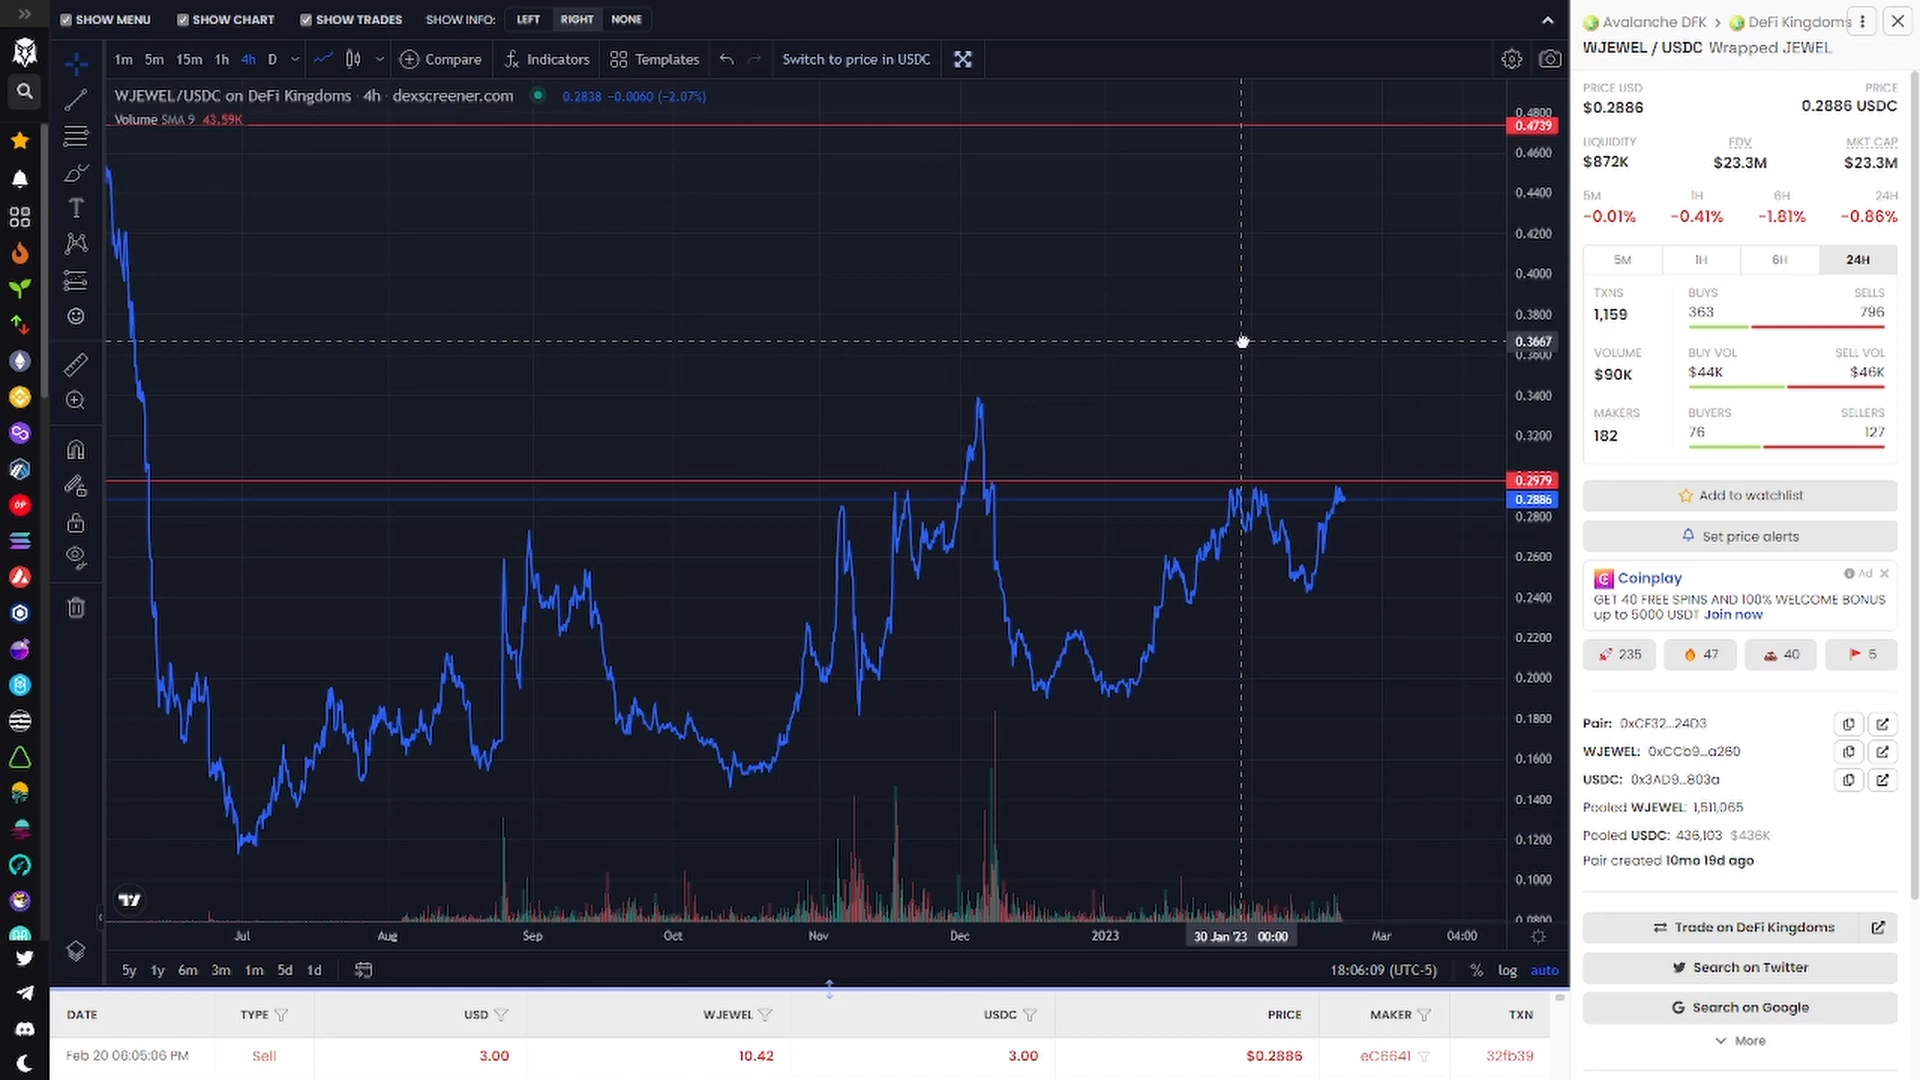 SHOW MENU SHOW CHART SHOW TRADES SHOW INFO: LEFT RIGHT NONE
1m 5m 15m 1h 4h D Compare Indicators Templates Switch to price in USDC
WJEWEL/USDC on DeFi Kingdoms · 4h · dexscreener.com 0.2838 −0.0060 (−2.07%)
Volume SMA 9 43.59K
0.4800
0.4739
0.4600
0.4400
0.4200
0.4000
0.3800
0.3667
0.3600
0.3400
0.3200
0.2979
0.2886
0.2800
0.2600
0.2400
0.2200
0.2000
0.1800
0.1600
0.1400
0.1200
0.1000
0.0800
Jul Aug Sep Oct Nov Dec 2023 30 Jan '23 00:00 Mar 04:00
5y 1y 6m 3m 1m 5d 1d 18:06:09 (UTC-5) % log auto
DATE TYPE USD WJEWEL USDC PRICE MAKER TXN
Feb 20 06:05:06 PM Sell 3.00 10.42 3.00 $0.2886 eC6641 32fb39
Avalanche DFK > DeFi Kingdoms
WJEWEL / USDC Wrapped JEWEL
PRICE USD PRICE
$0.2886 0.2886 USDC
LIQUIDITY FDV MKT CAP
$872K $23.3M $23.3M
5M 1H 6H 24H
-0.01% -0.41% -1.81% -0.86%
5M 1H 6H 24H
TXNS BUYS SELLS
1,159 363 796
VOLUME BUY VOL SELL VOL
$90K $44K $46K
MAKERS BUYERS SELLERS
182 76 127
Add to watchlist
Set price alerts
Coinplay Ad
GET 40 FREE SPINS AND 100% WELCOME BONUS
up to 5000 USDT Join now
235 47 40 5
Pair: 0xCF32...24D3
WJEWEL: 0xCCb9...a260
USDC: 0x3AD9...803a
Pooled WJEWEL: 1,511,065
Pooled USDC: 436,103 $436K
Pair created 10mo 19d ago
Trade on DeFi Kingdoms
Search on Twitter
Search on Google
More